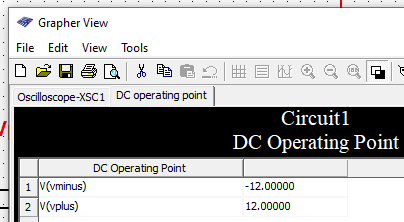 Grapher View
File Edit View Tools
Oscilloscope-XSC1 DC operating point
Circuit1
DC Operating Point
DC Operating Point
1 V(vminus) -12.00000
2 V(vplus) 12.00000